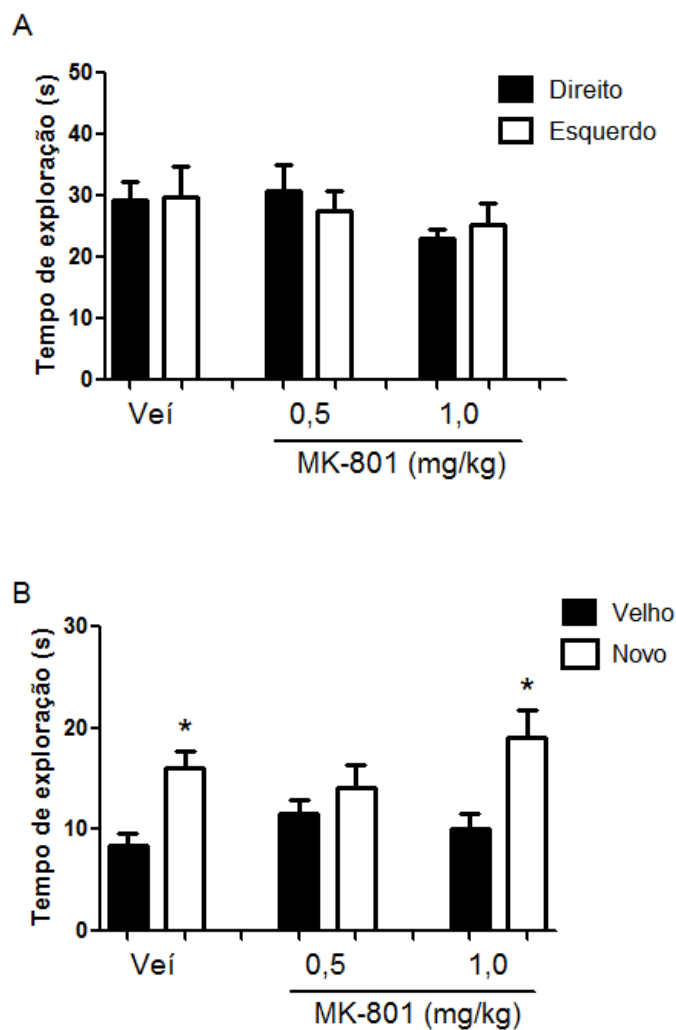 A
Tempo de exploração (s)
50
40
30
20
10
0
Direito
Esquerdo
Veí
0,5
1,0
MK-801 (mg/kg)
B
Tempo de exploração (s)
30
20
10
0
Velho
Novo
*
*
Veí
0,5
1,0
MK-801 (mg/kg)